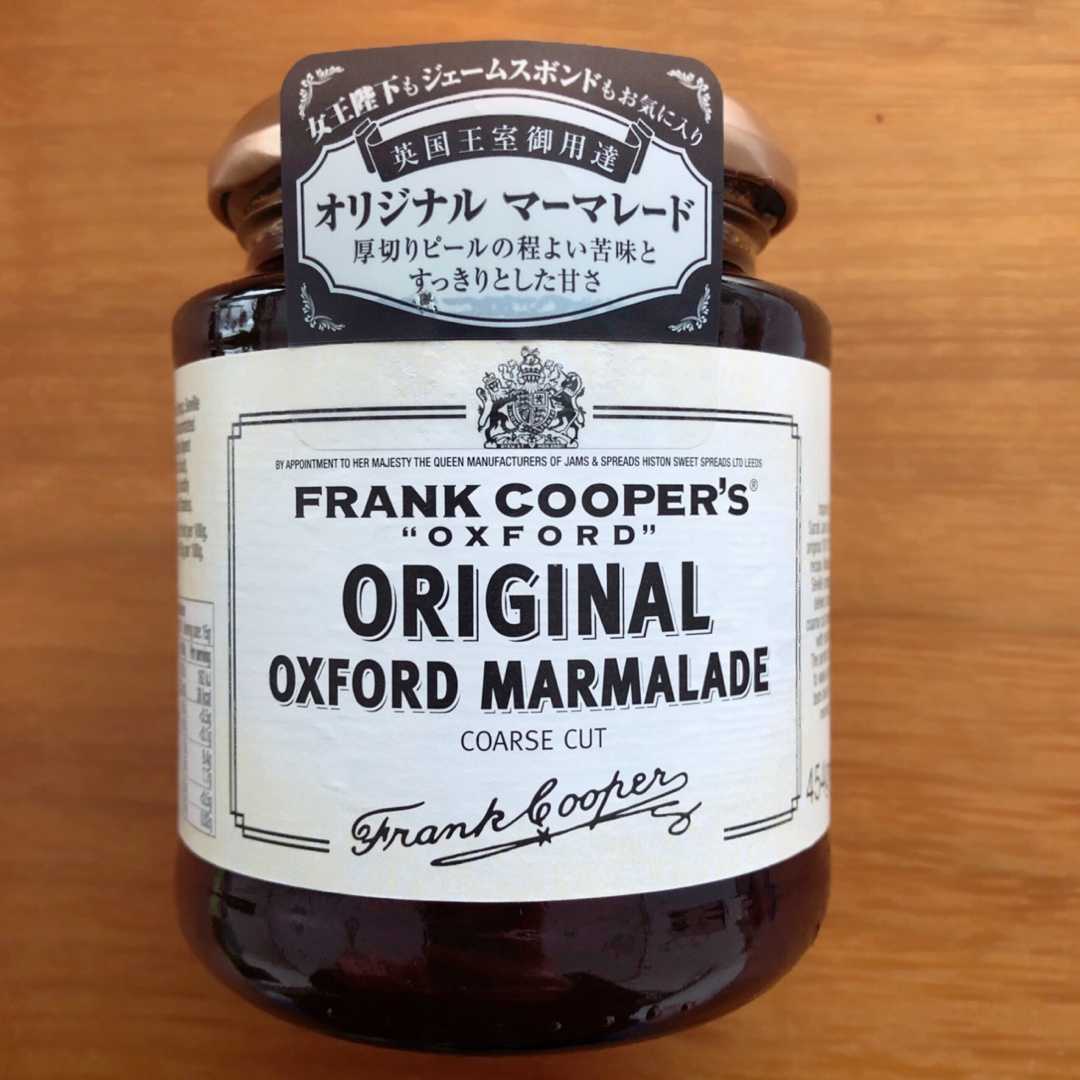 女王陛下もジェームスボンドもお気に入り
英国王室御用達
オリジナル マーマレード
厚切りピールの程よい苦味と
すっきりとした甘さ
BY APPOINTMENT TO HER MAJESTY THE QUEEN MANUFACTURERS OF JAMS & SPREADS HISTON SWEET SPREADS LTD LEEDS
FRANK COOPER'S®
"OXFORD"
ORIGINAL
OXFORD MARMALADE
COARSE CUT
Frank Cooper
454g